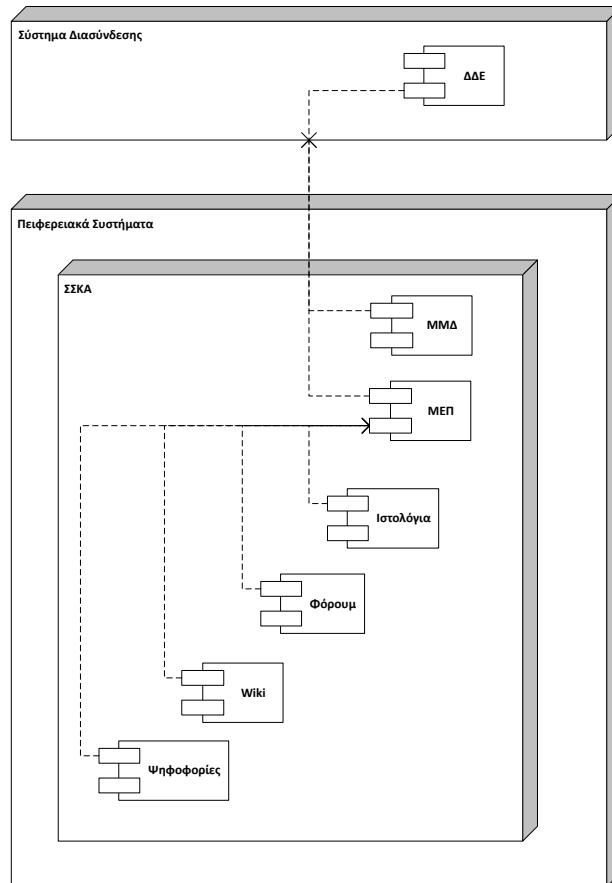 Σύστημα Διασύνδεσης
ΔΔΕ
Πειφερειακά Συστήματα
ΣΣΚΑ
ΜΜΔ
ΜΕΠ
Ιστολόγια
Φόρουμ
Wiki
Ψηφοφορίες